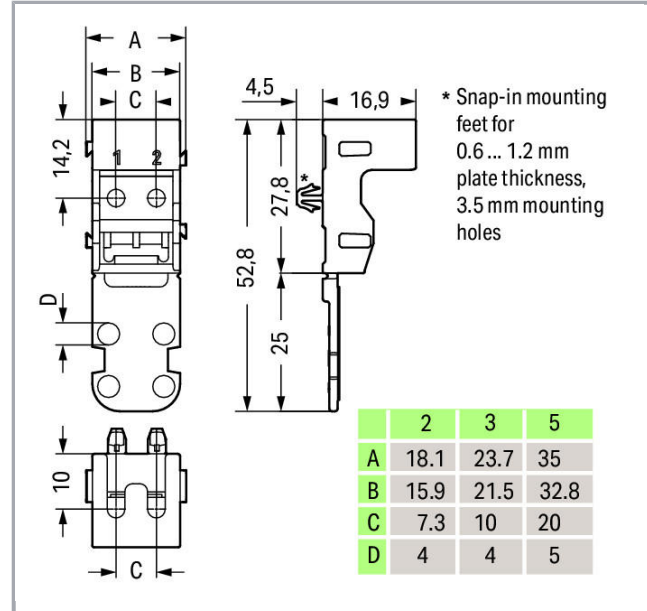 A
B
C
4,5
16,9
14,2
1 2
*
27,8
52,8
D
25
10
C
* Snap-in mounting
feet for
0.6 ... 1.2 mm
plate thickness,
3.5 mm mounting
holes
2 3 5
A 18.1 23.7 35
B 15.9 21.5 32.8
C 7.3 10 20
D 4 4 5